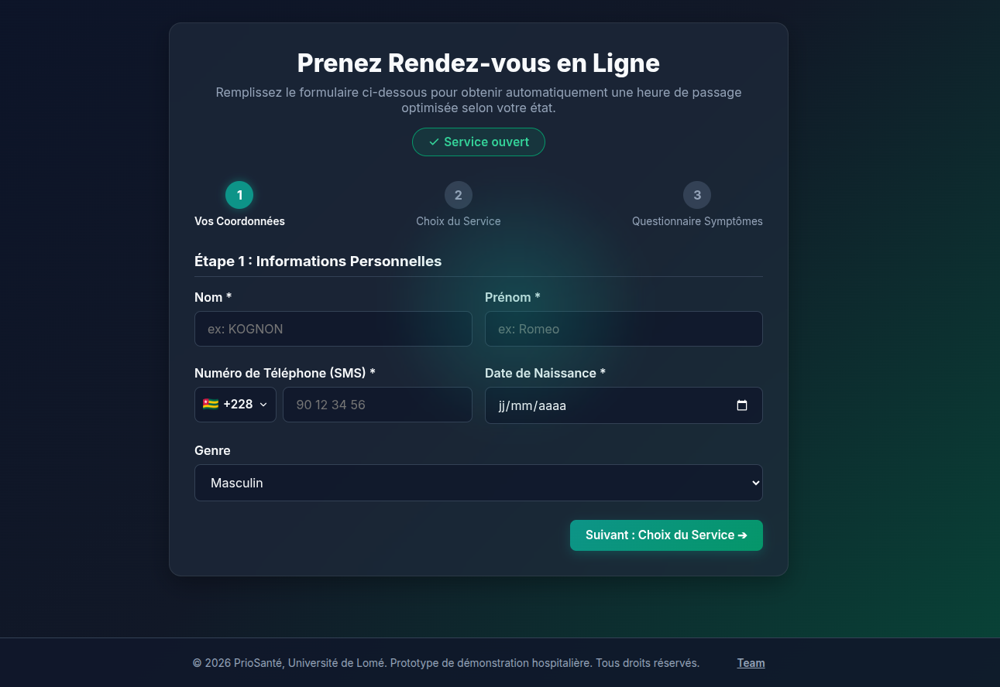 Prenez Rendez-vous en Ligne
Remplissez le formulaire ci-dessous pour obtenir automatiquement une heure de passage
optimisée selon votre état.
✓ Service ouvert
1
2
3
Vos Coordonnées
Choix du Service
Questionnaire Symptômes
Étape 1 : Informations Personnelles
Nom *
Prénom *
ex: KOGNON
ex: Romeo
Numéro de Téléphone (SMS) *
Date de Naissance *
🇹🇬 +228
90 12 34 56
jj/mm/aaaa
Genre
Masculin
Suivant : Choix du Service ➔
© 2026 PrioSanté, Université de Lomé. Prototype de démonstration hospitalière. Tous droits réservés.
Team